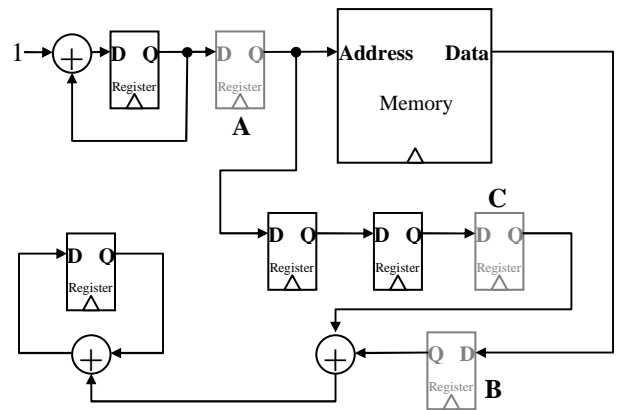 1
+
D Q
Register
D Q
Register
A
Address Data
Memory
C
D Q
Register
D Q
Register
D Q
Register
D Q
Register
+
+
Q D
Register
B